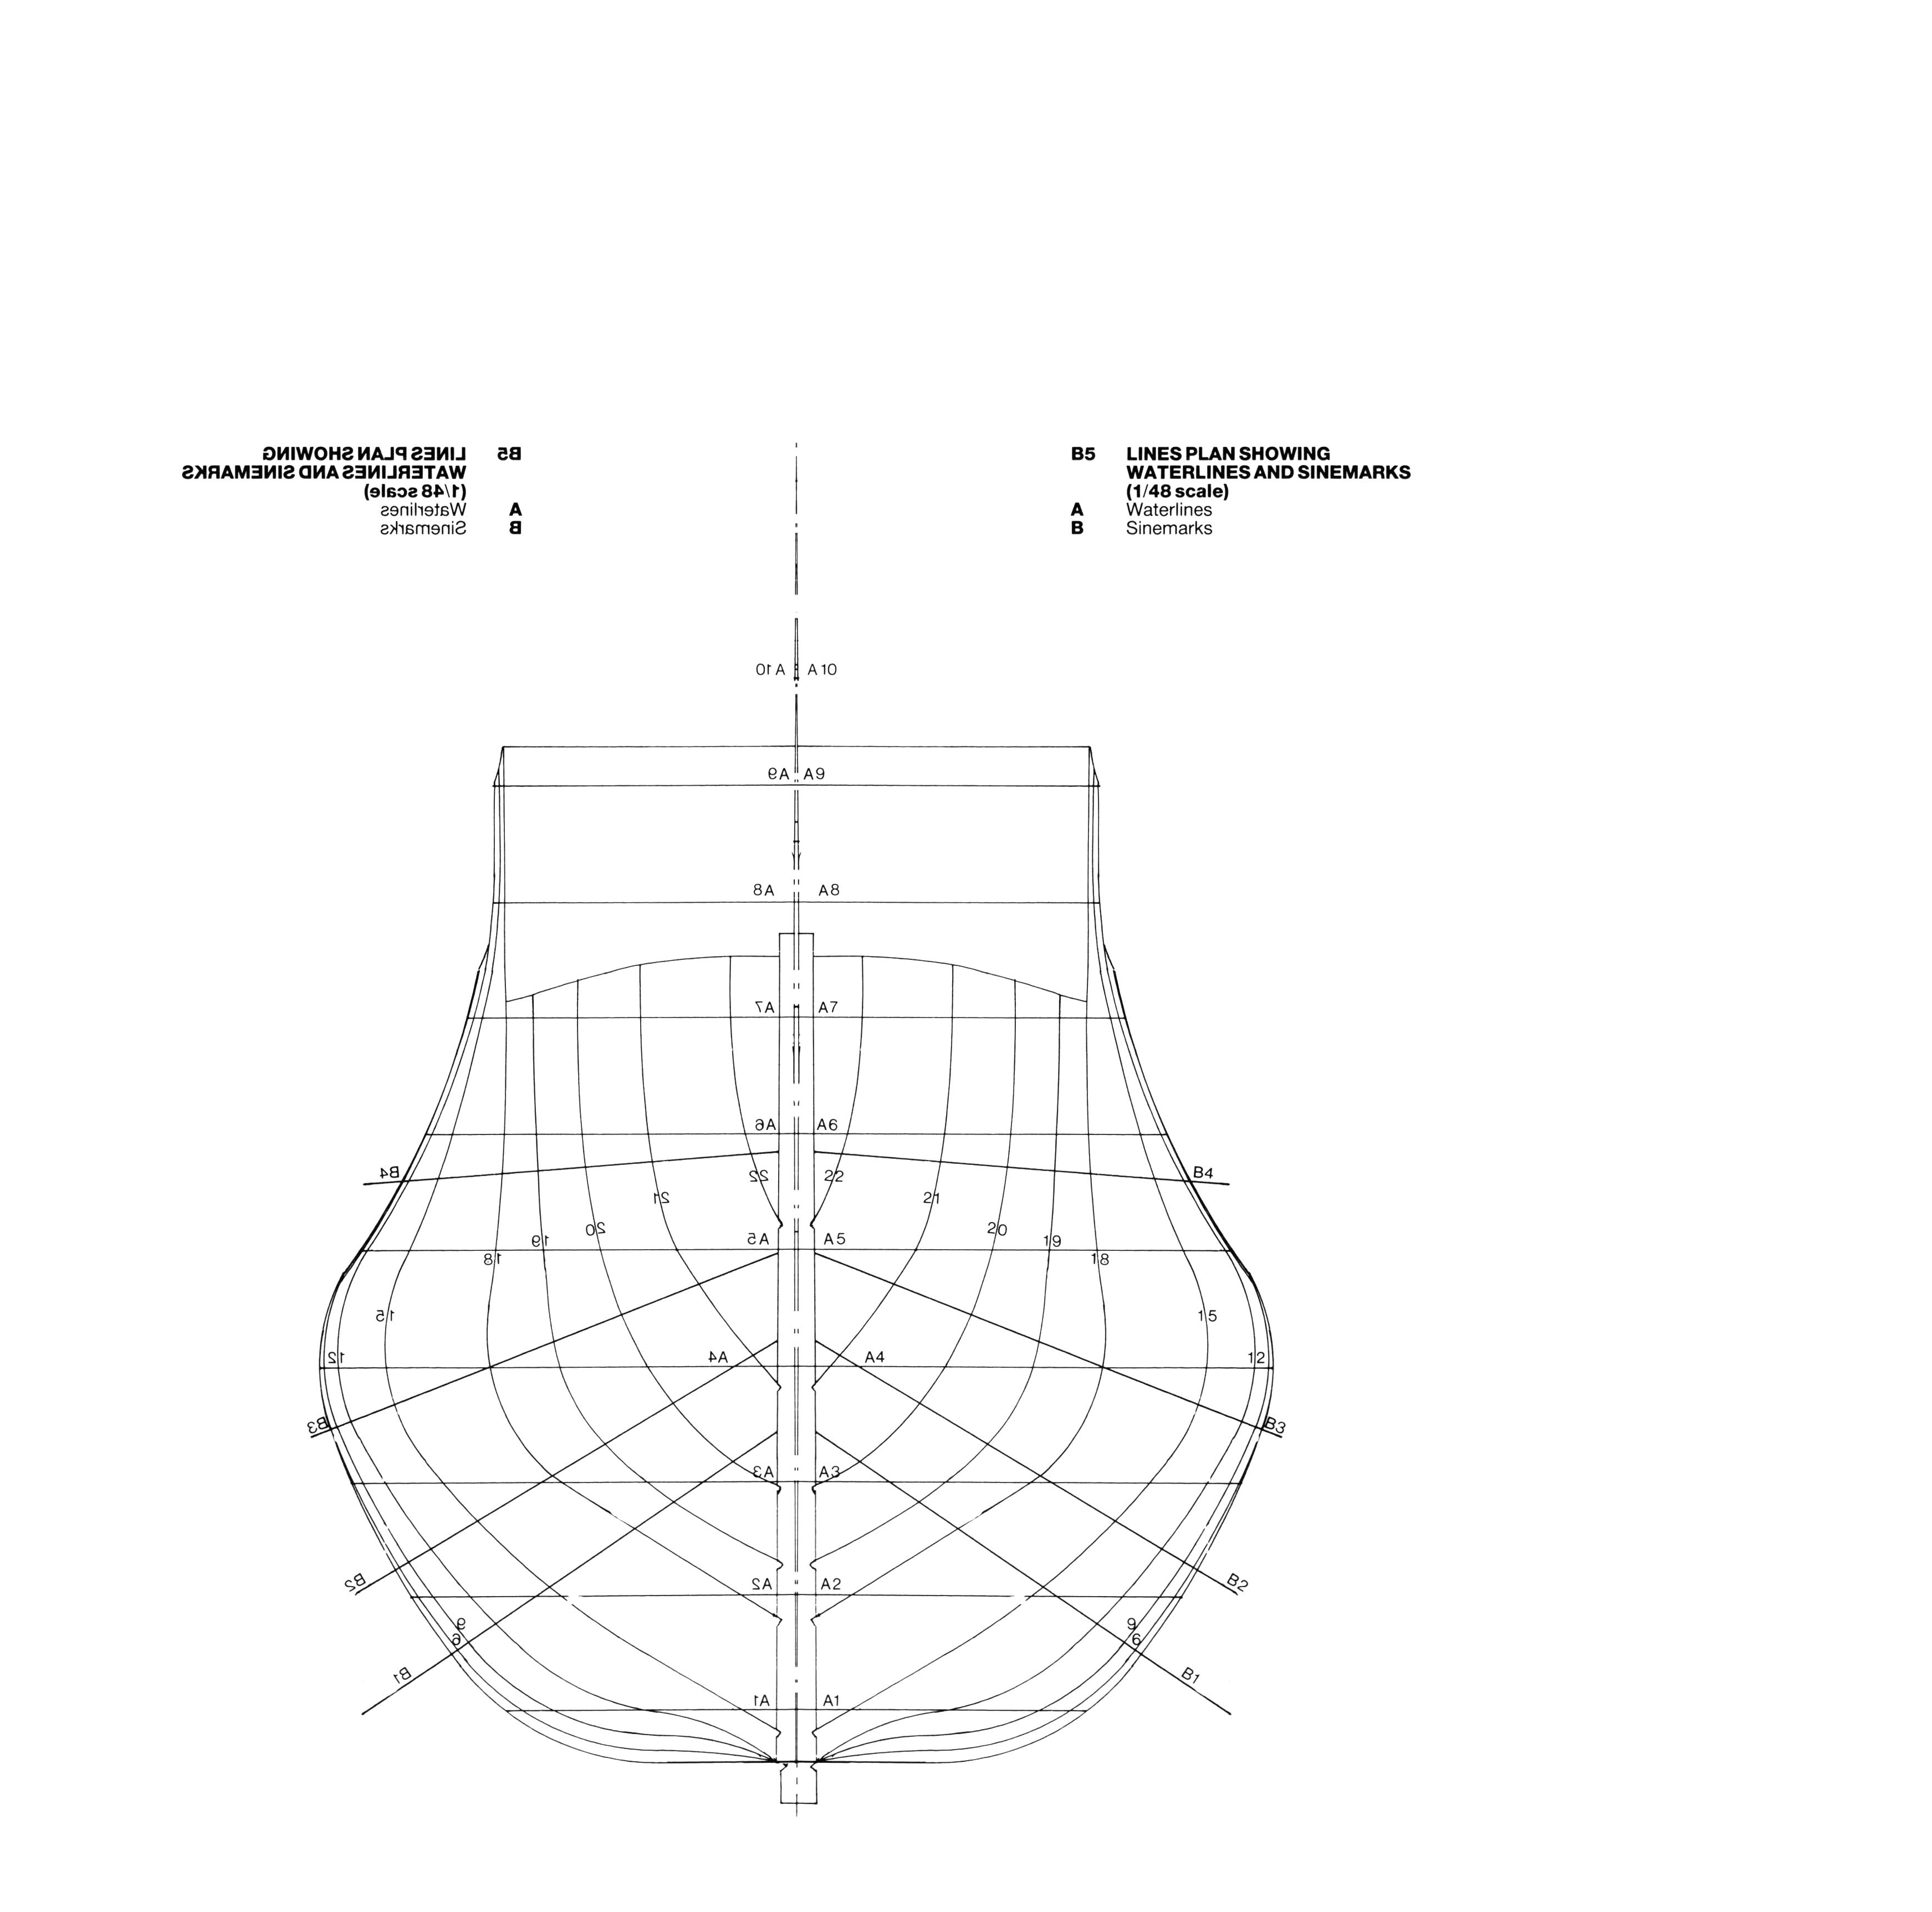 B5 LINES PLAN SHOWING
WATERLINES AND SINEMARKS
(1/48 scale)
A Waterlines
B Sinemarks
B5 LINES PLAN SHOWING
WATERLINES AND SINEMARKS
(1/48 scale)
A Waterlines
B Sinemarks
A10 A10
A9 A9
A8 A8
A7 A7
A6 A6
B4 22 22 B4
21 21
20 20
19 A5 A5 19
18 18
15 15
12 A4 A4 12
B3 B3
A3 A3
B2 A2 A2 B2
9 9
6 6
B1 B1
A1 A1